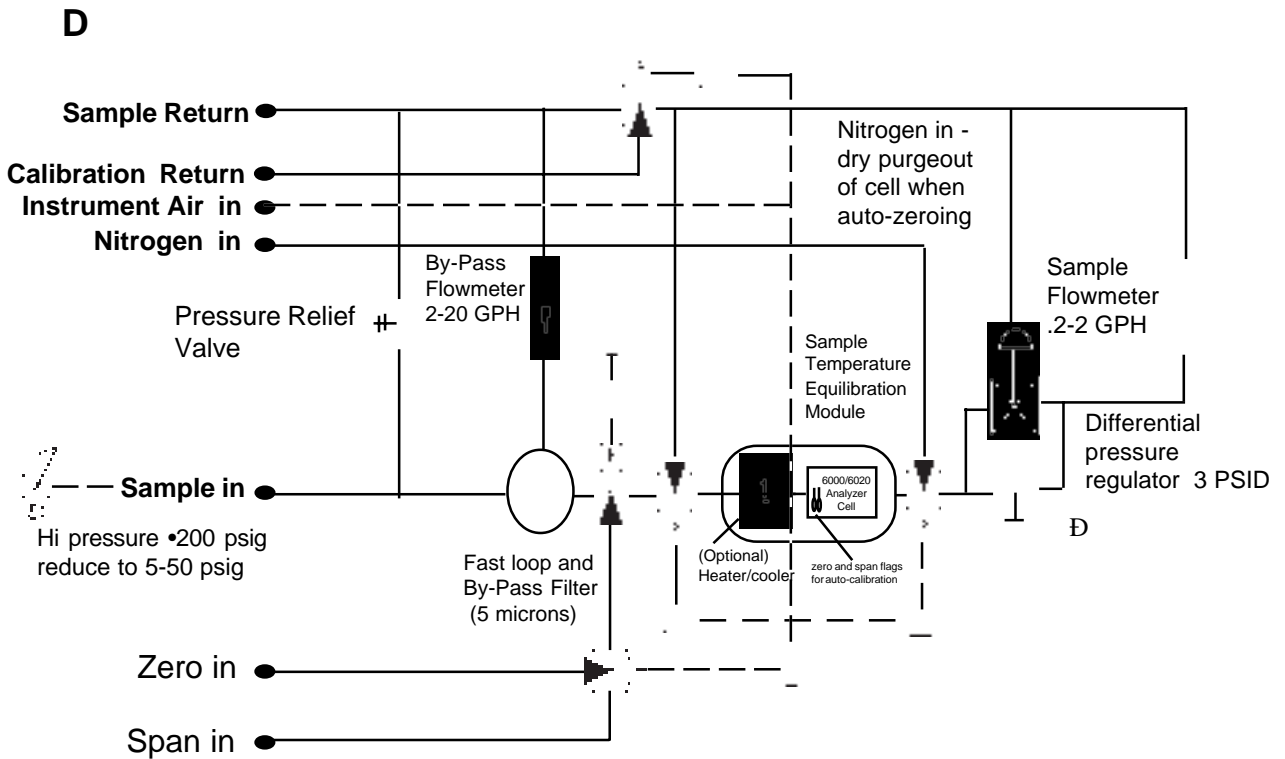 D
Sample Return
Calibration Return
Instrument Air in
Nitrogen in
Nitrogen in -
dry purgeout
of cell when
auto-zeroing
By-Pass
Flowmeter
2-20 GPH
Sample
Flowmeter
.2-2 GPH
Pressure Relief
Valve
Sample
Temperature
Equilibration
Module
Differential
pressure
regulator 3 PSID
Sample in
6000/6020
Analyzer
Cell
Đ
Hi pressure •200 psig
reduce to 5-50 psig
Fast loop and
By-Pass Filter
(5 microns)
(Optional)
Heater/cooler
zero and span flags
for auto-calibration
Zero in
Span in